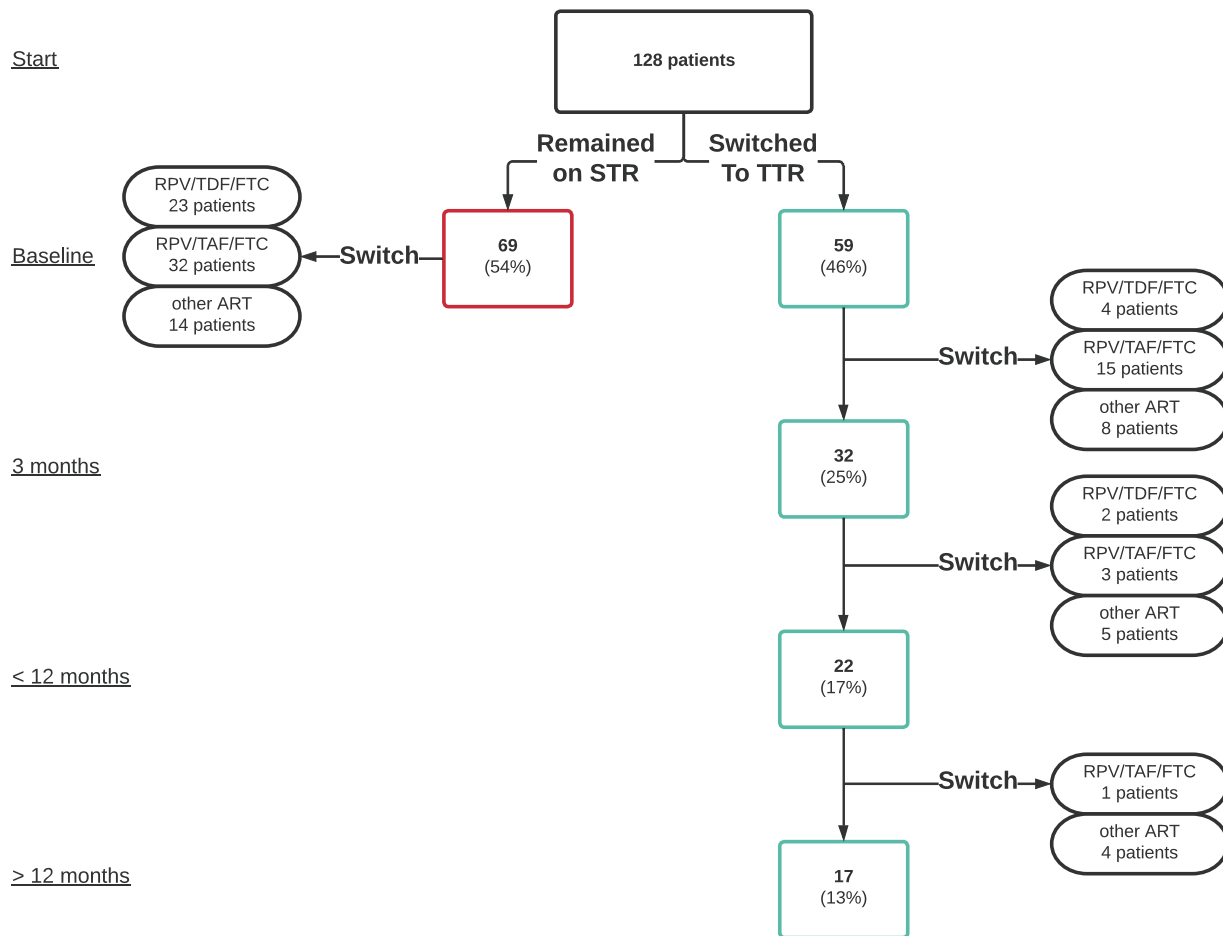 Start
128 patients
Remained
on STR
Switched
To TTR
Baseline
RPV/TDF/FTC
23 patients
RPV/TAF/FTC
32 patients
other ART
14 patients
Switch
69
(54%)
59
(46%)
Switch
RPV/TDF/FTC
4 patients
RPV/TAF/FTC
15 patients
other ART
8 patients
3 months
32
(25%)
Switch
RPV/TDF/FTC
2 patients
RPV/TAF/FTC
3 patients
other ART
5 patients
< 12 months
22
(17%)
Switch
RPV/TAF/FTC
1 patients
other ART
4 patients
> 12 months
17
(13%)